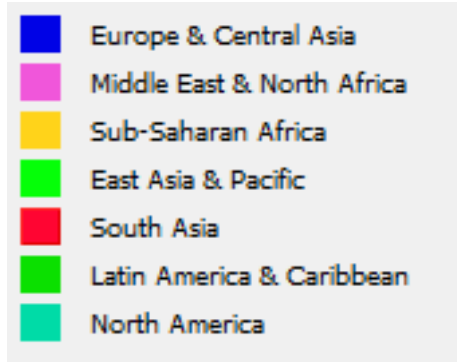 Europe & Central Asia
Middle East & North Africa
Sub-Saharan Africa
East Asia & Pacific
South Asia
Latin America & Caribbean
North America